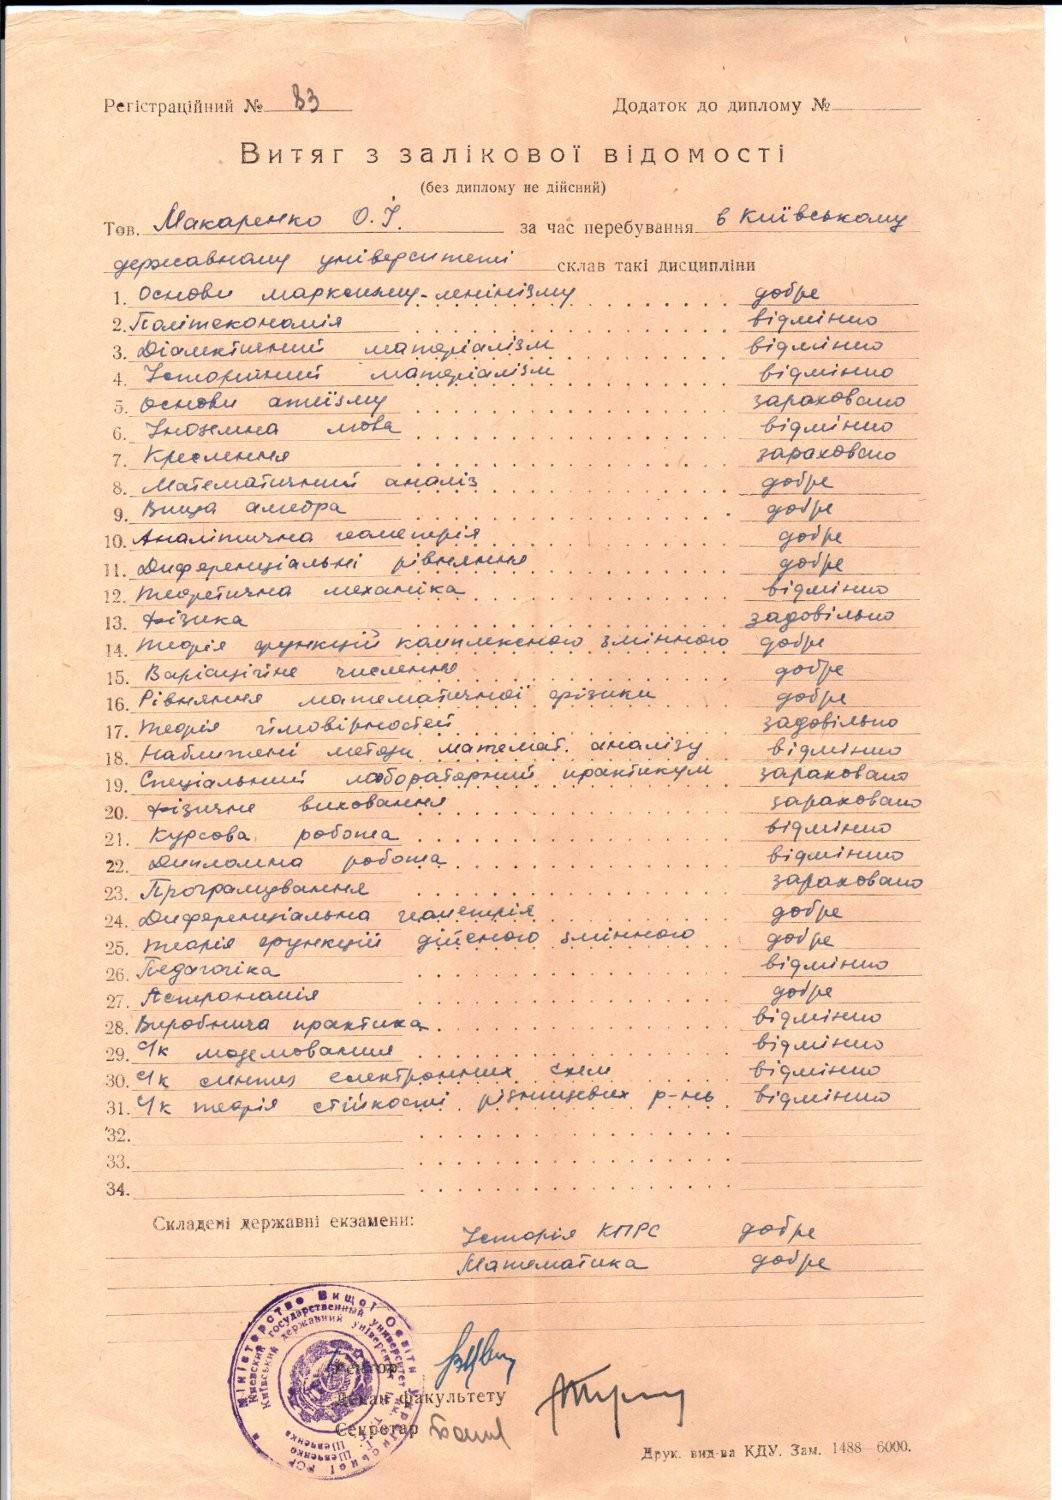 Регістраційний № 83 Додаток до диплому №
Витяг з залікової відомості
(без диплому не дійсний)
Тов. Макаренко О.І. за час перебування в Київському
державному університеті склав такі дисципліни
1. Основи марксизму-ленінізму добре
2. Політекономія відмінно
3. Діалектичний матеріалізм відмінно
4. Історичний матеріалізм відмінно
5. Основи атеїзму зараховано
6. Іноземна мова відмінно
7. Креслення зараховано
8. Математичний аналіз добре
9. Вища алгебра добре
10. Аналітична геометрія добре
11. Диференціальні рівняння добре
12. Теоретична механіка відмінно
13. Фізика задовільно
14. Теорія функцій комплексного змінного добре
15. Варіаційне числення добре
16. Рівняння математичної фізики добре
17. Теорія ймовірностей задовільно
18. Наближені методи математ. аналізу відмінно
19. Спеціальний лабораторний практикум зараховано
20. Фізичне виховання зараховано
21. Курсова робота відмінно
22. Дипломна робота відмінно
23. Програмування зараховано
24. Диференціальна геометрія добре
25. Теорія функцій дійсного змінного добре
26. Педагогіка відмінно
27. Астрономія добре
28. Виробнича практика відмінно
29. С/к моделювання відмінно
30. С/к синтез електронних схем відмінно
31. С/к теорія стійкості різницевих р-нь відмінно
32.
33.
34.
Складені державні екзамени:
Історія КПРС добре
Математика добре
Міністерство Вищої Освіти Української РСР
Киевский государственный университет
Київський державний університет ім. Т. Г. Шевченка
Ректор
Декан факультету
Секретар
Друк. вид-ва КДУ. Зам. 1488—6000.